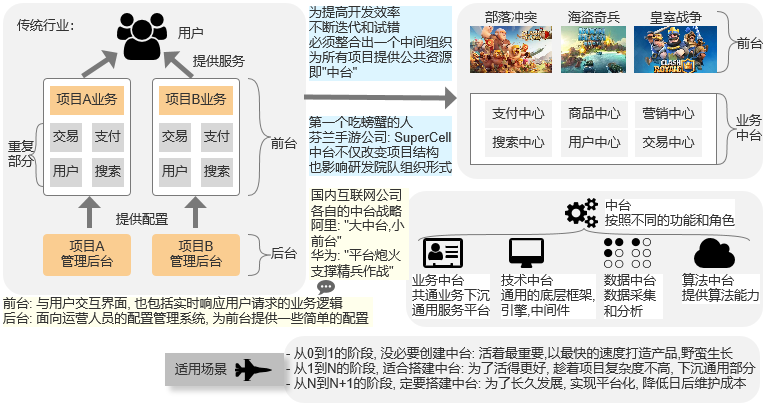 传统行业:
用户
提供服务
项目A业务
项目B业务
重复
部分
交易
支付
用户
搜索
交易
支付
用户
搜索
前台
提供配置
项目A
管理后台
项目B
管理后台
后台
前台: 与用户交互界面, 也包括实时响应用户请求的业务逻辑
后台: 面向运营人员的配置管理系统, 为前台提供一些简单的配置
为提高开发效率
不断迭代和试错
必须整合出一个中间组织
为所有项目提供公共资源
即"中台"
第一个吃螃蟹的人
芬兰手游公司: SuperCell
中台不仅改变项目结构
也影响研发院队组织形式
国内互联网公司
各自的中台战略
阿里: "大中台,小
前台"
华为: "平台炮火
支撑精兵作战"
部落冲突
海盗奇兵
皇室战争
CLASH
ROYALE
前台
支付中心
商品中心
营销中心
搜索中心
用户中心
交易中心
业务
中台
中台
按照不同的功能和角色
业务中台
共通业务下沉
通用服务平台
技术中台
通用的底层框架,
引擎,中间件
数据中台
数据采集
和分析
算法中台
提供算法能力
适用场景
- 从0到1的阶段, 没必要创建中台: 活着最重要,以最快的速度打造产品,野蛮生长
- 从1到N的阶段, 适合搭建中台: 为了活得更好, 趁着项目复杂度不高, 下沉通用部分
- 从N到N+1的阶段, 定要搭建中台: 为了长久发展, 实现平台化, 降低日后维护成本